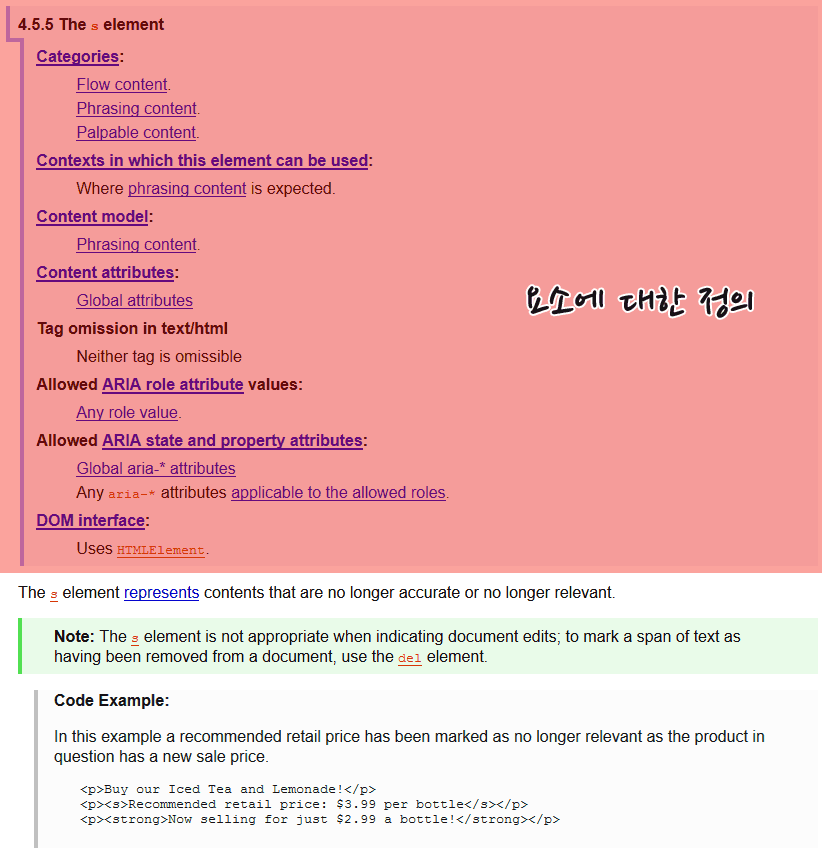 4.5.5 The s element
Categories:
Flow content.
Phrasing content.
Palpable content.
Contexts in which this element can be used:
Where phrasing content is expected.
Content model:
Phrasing content.
Content attributes:
Global attributes
요소에 대한 정의
Tag omission in text/html
Neither tag is omissible
Allowed ARIA role attribute values:
Any role value.
Allowed ARIA state and property attributes:
Global aria-* attributes
Any aria-* attributes applicable to the allowed roles.
DOM interface:
Uses HTMLElement.
The s element represents contents that are no longer accurate or no longer relevant.
Note: The s element is not appropriate when indicating document edits; to mark a span of text as
having been removed from a document, use the del element.
Code Example:
In this example a recommended retail price has been marked as no longer relevant as the product in
question has a new sale price.
<p>Buy our Iced Tea and Lemonade!</p>
<p><s>Recommended retail price: $3.99 per bottle</s></p>
<p><strong>Now selling for just $2.99 a bottle!</strong></p>